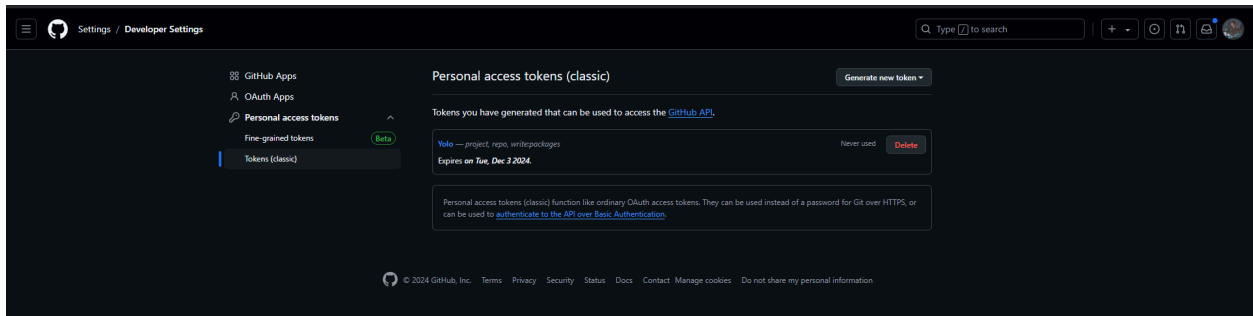 Settings / Developer Settings
Type / to search
GitHub Apps
OAuth Apps
Personal access tokens
Fine-grained tokens Beta
Tokens (classic)
Personal access tokens (classic)
Generate new token
Tokens you have generated that can be used to access the GitHub API.
Yolo — project, repo, write:packages
Never used
Delete
Expires on Tue, Dec 3 2024.
Personal access tokens (classic) function like ordinary OAuth access tokens. They can be used instead of a password for Git over HTTPS, or
can be used to authenticate to the API over Basic Authentication.
© 2024 GitHub, Inc. Terms Privacy Security Status Docs Contact Manage cookies Do not share my personal information